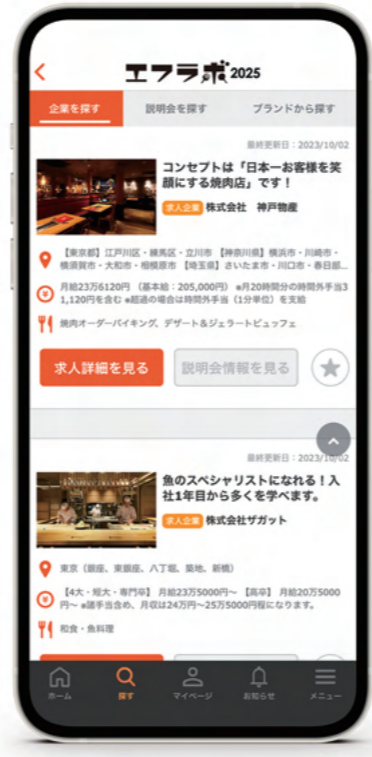 エフラボ2025
企業を探す
説明会を探す
ブランドから探す
最終更新日：2023/10/02
コンセプトは「日本一お客様を笑
顔にする焼肉店」です！
求人企業 株式会社 神戸物産
【東京都】江戸川区・練馬区・立川市 【神奈川県】横浜市・川崎市・
横須賀市・大和市・相模原市 【埼玉県】さいたま市・川口市・春日部...
月給23万6120円 （基本給：205,000円） ※月20時間分の時間外手当3
1,120円を含む ※超過の場合は時間外手当（1分単位）を支給
焼肉オーダーバイキング、デザート＆ジェラートビュッフェ
求人詳細を見る
説明会情報を見る
最終更新日：2023/10/02
魚のスペシャリストになれる！入
社1年目から多くを学べます。
求人企業 株式会社ザガット
東京（銀座、東銀座、八丁堀、築地、新橋）
【4大・短大・専門卒】 月給23万5000円～ 【高卒】 月給20万5000
円～ ※諸手当含め、月収は24万円～25万5000円程になります。
和食・魚料理
ホーム
探す
マイページ
お知らせ
メニュー